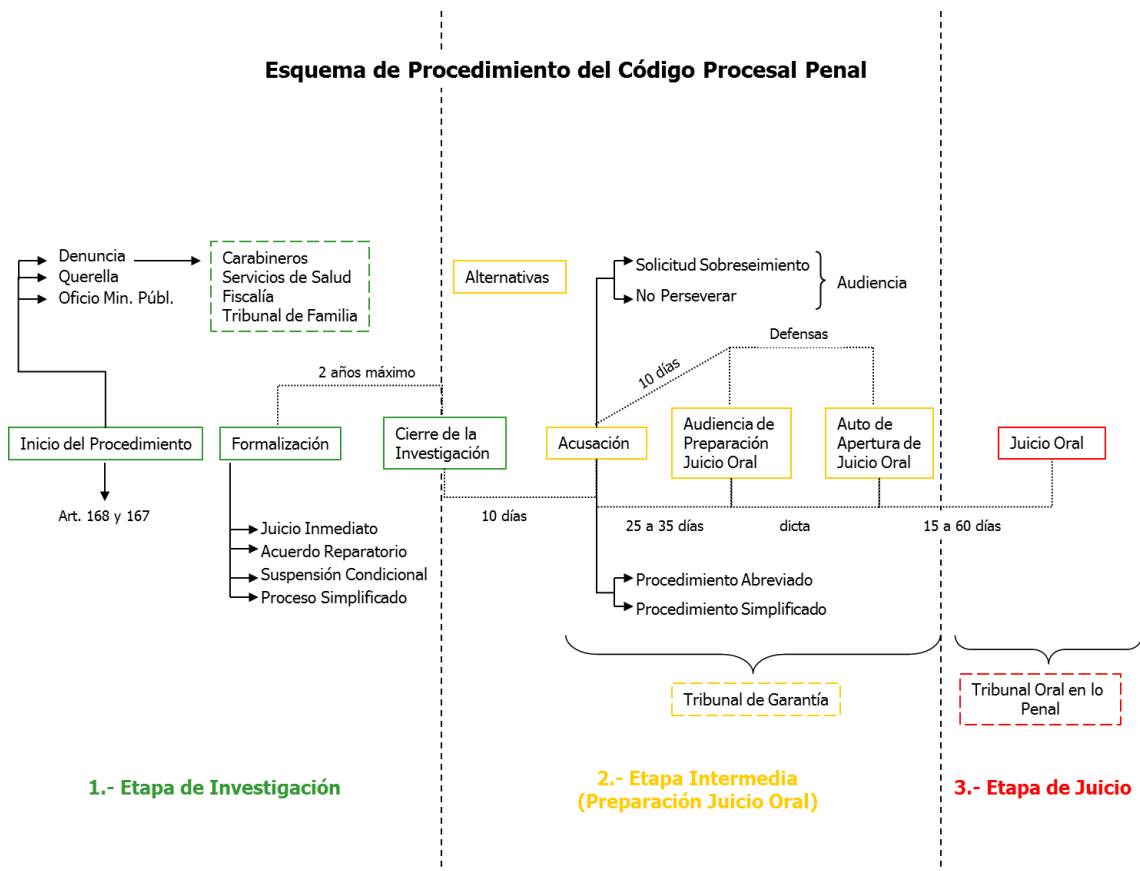 Esquema de Procedimiento del Código Procesal Penal
Denuncia
Querella
Oficio Min. Públ.
Carabineros
Servicios de Salud
Fiscalía
Tribunal de Familia
Alternativas
Solicitud Sobreseimiento
No Perseverar
Audiencia
Defensas
10 días
2 años máximo
Inicio del Procedimiento
Formalización
Cierre de la
Investigación
Acusación
Audiencia de
Preparación
Juicio Oral
Auto de
Apertura de
Juicio Oral
Juicio Oral
Art. 168 y 167
10 días
25 a 35 días
dicta
15 a 60 días
Juicio Inmediato
Acuerdo Reparatorio
Suspensión Condicional
Proceso Simplificado
Procedimiento Abreviado
Procedimiento Simplificado
Tribunal de Garantía
Tribunal Oral en lo
Penal
1.- Etapa de Investigación
2.- Etapa Intermedia
(Preparación Juicio Oral)
3.- Etapa de Juicio